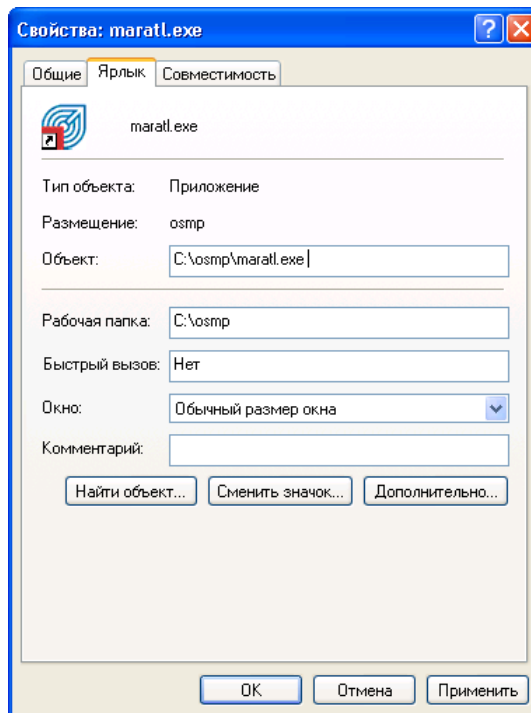 Свойства: maratl.exe
Общие Ярлык Совместимость
maratl.exe
Тип объекта: Приложение
Размещение: osmp
Объект: C:\osmp\maratl.exe
Рабочая папка: C:\osmp
Быстрый вызов: Нет
Окно: Обычный размер окна
Комментарий:
Найти объект... Сменить значок... Дополнительно...
OK Отмена Применить